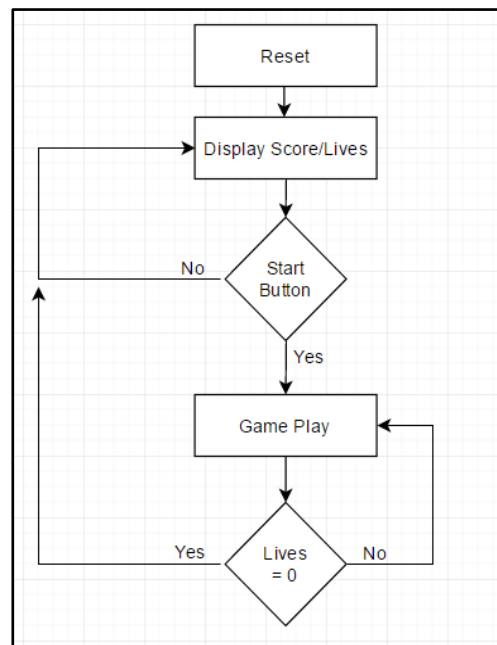 Reset
Display Score/Lives
No
Start
Button
Yes
Game Play
Yes
Lives
= 0
No